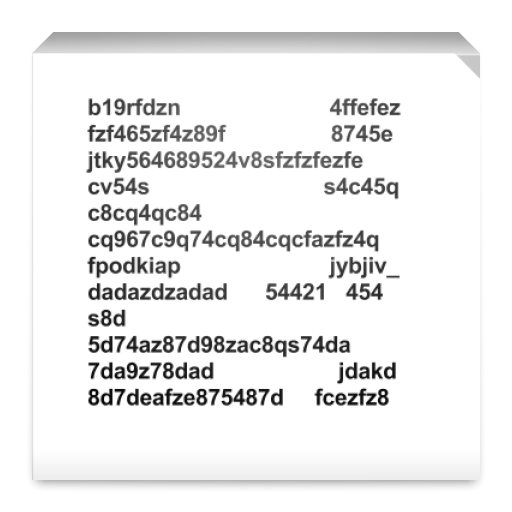 b19rfdzn 4ffefez
fzf465zf4z89f 8745e
jtky564689524v8sfzfzfezfe
cv54s s4c45q
c8cq4qc84
cq967c9q74cq84cqcfazfz4q
fpodkiap jybjiv_
dadazdzadad 54421 454
s8d
5d74az87d98zac8qs74da
7da9z78dad jdakd
8d7deafze875487d fcezfz8